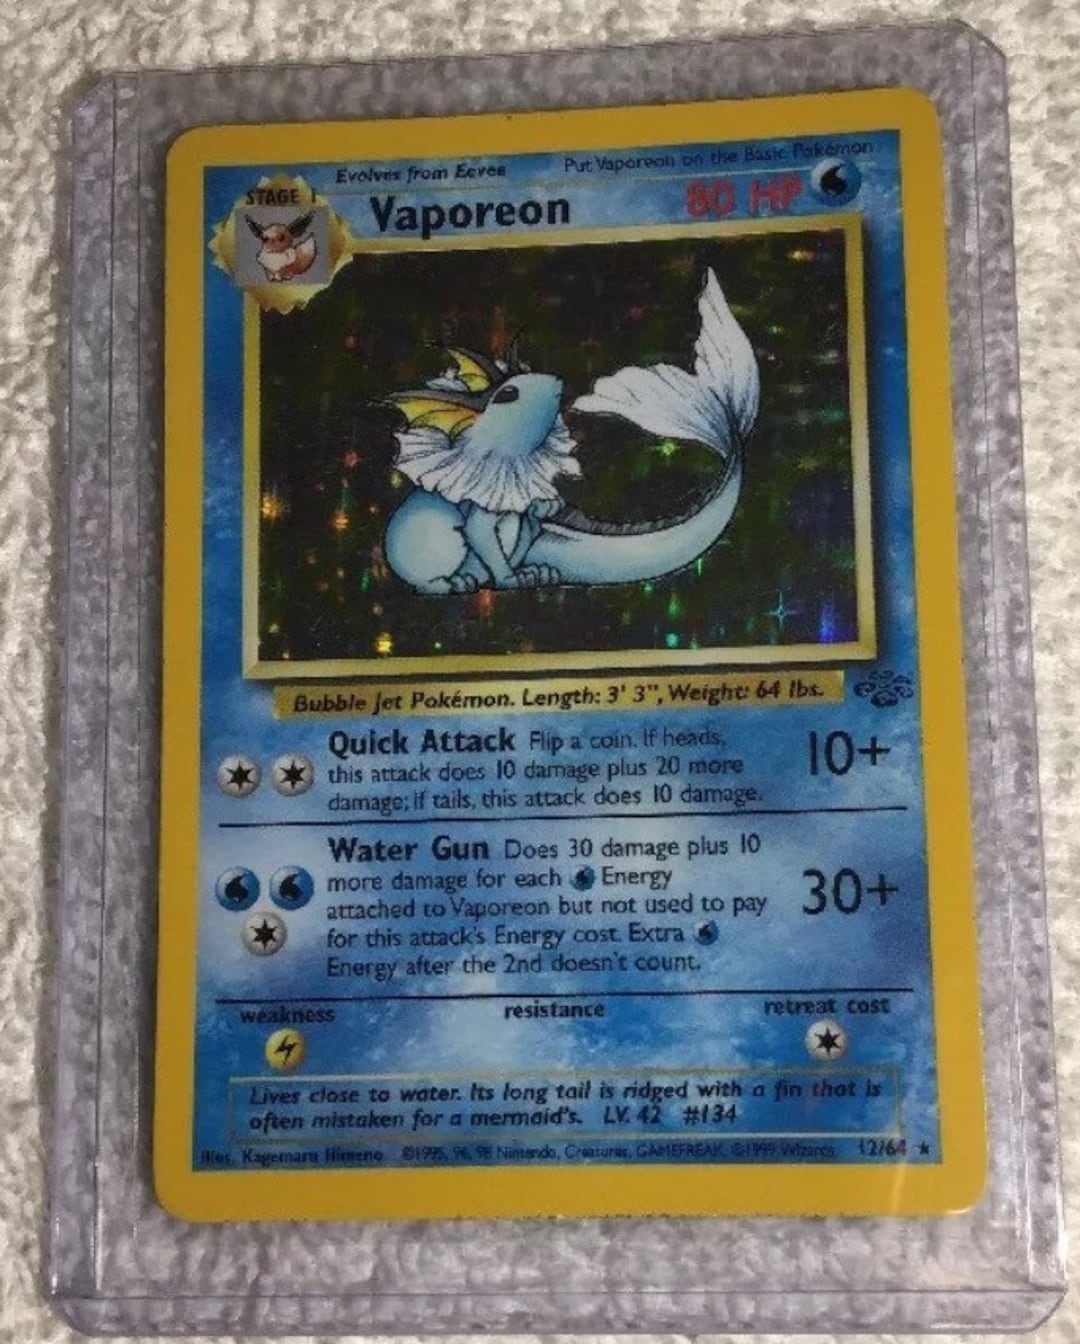 Evolves from Eevee
Put Vaporeon on the Basic Pokémon
STAGE 1
Vaporeon
80 HP
Bubble Jet Pokémon. Length: 3' 3", Weight: 64 lbs.
Quick Attack Flip a coin. If heads,
this attack does 10 damage plus 20 more
damage; if tails, this attack does 10 damage.
10+
Water Gun Does 30 damage plus 10
more damage for each Energy
attached to Vaporeon but not used to pay
for this attack's Energy cost. Extra
Energy after the 2nd doesn't count.
30+
weakness
resistance
retreat cost
Lives close to water. Its long tail is ridged with a fin that is
often mistaken for a mermaid's. LV. 42 #134
Illus. Kagemaru Himeno ©1995, 96, 98 Nintendo, Creatures, GAMEFREAK. ©1999 Wizards. 12/64 ★